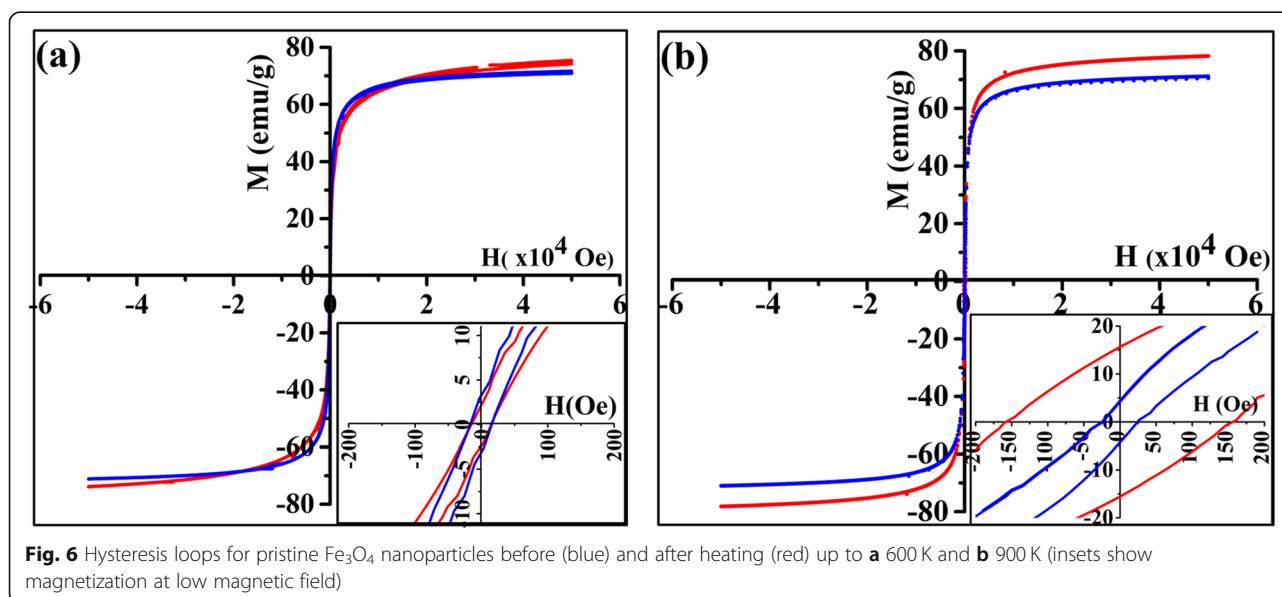 (a)
80
60
40
20
0
-20
-40
-60
-80
M (emu/g)
H( x10⁴ Oe)
-6 -4 -2 0 2 4 6
10
5
0
-5
-10
H(Oe)
-200 -100 0 100 200
(b)
80
60
40
20
0
-20
-40
-60
-80
M (emu/g)
H (x10⁴ Oe)
-6 -4 -2 0 2 4 6
20
10
0
-10
-20
H (Oe)
-200 -150 -100 -50 0 50 100 150 200
Fig. 6 Hysteresis loops for pristine Fe₃O₄ nanoparticles before (blue) and after heating (red) up to a 600 K and b 900 K (insets show
magnetization at low magnetic field)